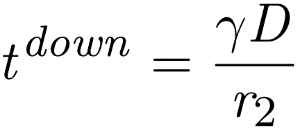 t^{down} = \frac{\gamma D}{r_2}